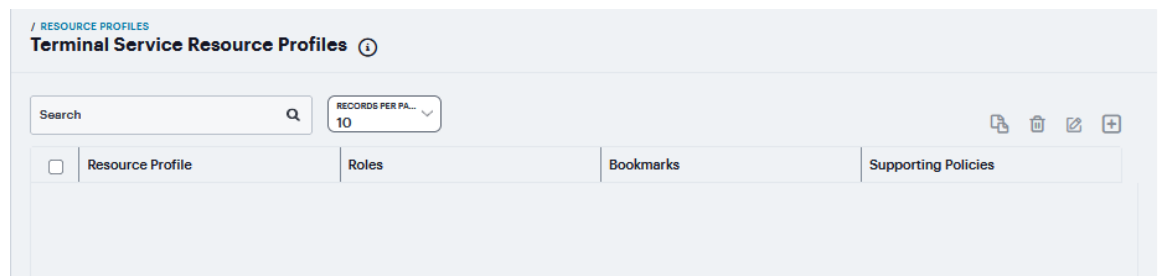 / RESOURCE PROFILES
Terminal Service Resource Profiles
Search
RECORDS PER PA...
10
Resource Profile Roles Bookmarks Supporting Policies